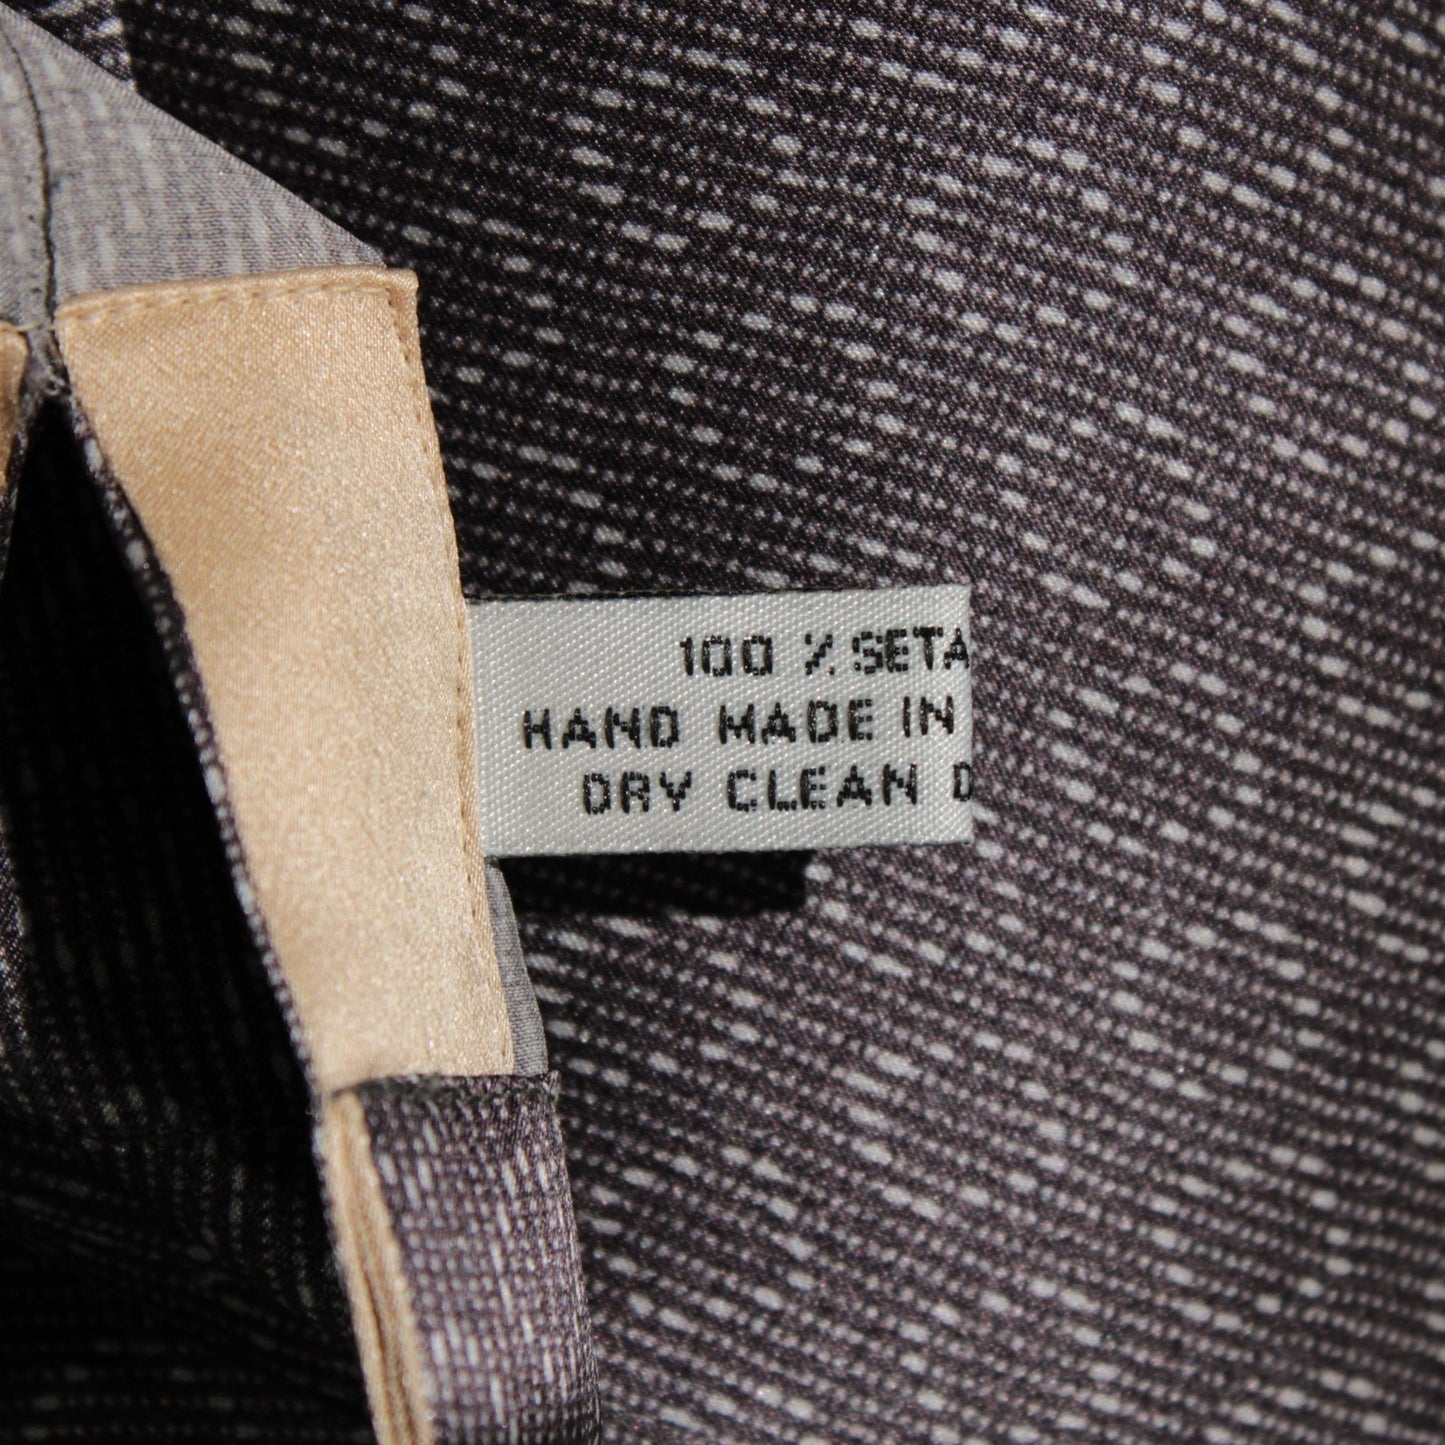 100 % SETA
HAND MADE IN
DRY CLEAN